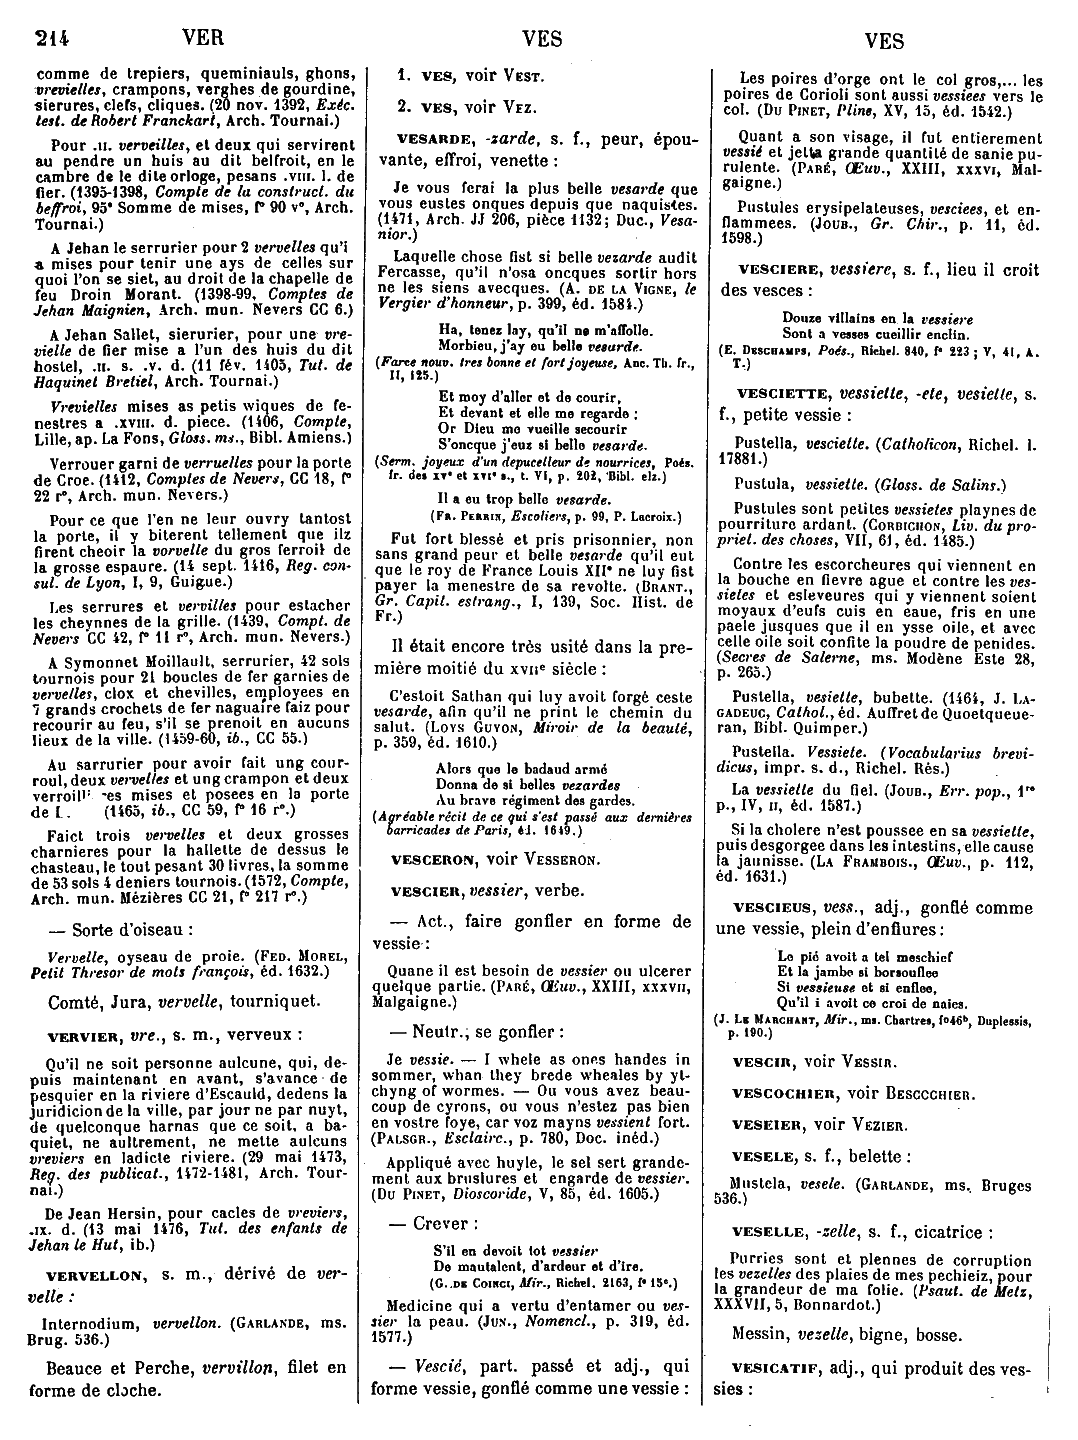 214 VER VES VES
comme de trepiers, queminiauls, ghons,
vrevielles, crampons, verghes de gourdine,
sierures, clefs, cliques. (20 nov. 1392, Exéc.
test. de Robert Franckart, Arch. Tournai.)
Pour .II. verveilles, et deux qui servirent
au pendre un huis au dit belfroit, en le
cambre de le dite orloge, pesans .VIII. l. de
fier. (1395-1398, Compte de la construct. du
beffroi, 95e Somme de mises, f° 90 v°, Arch.
Tournai.)
A Jehan le serrurier pour 2 vervelles qu'i
a mises pour tenir une ays de celles sur
quoi l'on se siet, au droit de la chapelle de
feu Droin Morant. (1398-99, Comptes de
Jehan Maignien, Arch. mun. Nevers CC 6.)
A Jehan Sallet, sierurier, pour une vre-
vielle de fier mise a l'un des huis du dit
hostel, .II. s. .V. d. (11 fév. 1405, Tut. de
Haquinet Bretiel, Arch. Tournai.)
Vrevielles mises as petis wiques de fe-
nestres a .XVIII. d. piece. (1406, Compte,
Lille, ap. La Fons, Gloss. ms., Bibl. Amiens.)
Verrouer garni de verruelles pour la porte
de Croe. (1412, Comptes de Nevers, CC 18, f°
22 r°, Arch. mun. Nevers.)
Pour ce que l'en ne leur ouvry tantost
la porte, il y biterent tellement que ilz
firent cheoir la vorvelle du gros ferroit de
la grosse espaure. (14 sept. 1416, Reg. con-
sul. de Lyon, I, 9, Guigue.)
Les serrures et vervilles pour estacher
les cheynnes de la grille. (1439, Compt. de
Nevers CC 42, f° 11 r°, Arch. mun. Nevers.)
A Symonnet Moillault, serrurier, 42 sols
tournois pour 21 boucles de fer garnies de
vervelles, clox et chevilles, employees en
7 grands crochets de fer naguaire faiz pour
recourir au feu, s'il se prenoit en aucuns
lieux de la ville. (1459-60, ib., CC 55.)
Au sarrurier pour avoir fait ung cour-
roul, deux vervelles et ung crampon et deux
verroil es mises et posees en la porte
de L. (1465, ib., CC 59, f° 16 r°.)
Faict trois vervelles et deux grosses
charnieres pour la hallette de dessus le
chasteau, le tout pesant 30 livres, la somme
de 53 sols 4 deniers tournois. (1572, Compte,
Arch. mun. Mézières CC 21, f° 217 r°.)
— Sorte d'oiseau :
Vervelle, oyseau de proie. (FED. MOREL,
Petit Thresor de mots françois, éd. 1632.)
Comté, Jura, vervelle, tourniquet.
VERVIER, vre., s. m., verveux :
Qu'il ne soit personne aulcune, qui, de-
puis maintenant en avant, s'avance de
pesquier en la riviere d'Escauld, dedens la
juridicion de la ville, par jour ne par nuyt,
de quelconque harnas que ce soit, a ba-
quiet, ne aultrement, ne mette aulcuns
vreviers en ladicte riviere. (29 mai 1473,
Reg. des publicat., 1472-1481, Arch. Tour-
nai.)
De Jean Hersin, pour cacles de vreviers,
.IX. d. (13 mai 1476, Tut. des enfants de
Jehan le Hut, ib.)
VERVELLON, s. m., dérivé de ver-
velle :
Internodium, vervellon. (GARLANDE, ms.
Brug. 536.)
Beauce et Perche, vervillon, filet en
forme de cloche.
1. VES, voir VEST.
2. VES, voir VEZ.
VESARDE, -zarde, s. f., peur, épou-
vante, effroi, venette :
Je vous ferai la plus belle vesarde que
vous eustes onques depuis que naquistes.
(1471, Arch. JJ 206, pièce 1132; Duc., Vesa-
nior.)
Laquelle chose fist si belle vezarde audit
Fercasse, qu'il n'osa oncques sortir hors
ne les siens avecques. (A. DE LA VIGNE, le
Vergier d'honneur, p. 399, éd. 1584.)
Ha, tenez lay, qu'il ne m'affolle.
Morbieu, j'ay eu belle vesarde.
(Farce nouv. tres bonne et fort joyeuse, Anc. Th. fr.,
II, 125.)
Et moy d'aller et de courir,
Et devant et elle me regarde :
Or Dieu me vueille secourir
S'oncque j'euz si belle vesarde.
(Serm. joyeux d'un depucelleur de nourrices, Poés.
fr. des XVe et XVIe s., t. VI, p. 202, Bibl. elz.)
Il a eu trop belle vesarde.
(FR. PERRIN, Escoliers, p. 99, P. Lacroix.)
Fut fort blessé et pris prisonnier, non
sans grand peur et belle vesarde qu'il eut
que le roy de France Louis XIIe ne luy fist
payer la menestre de sa revolte. (BRANT.,
Gr. Capit. estrang., I, 139, Soc. Hist. de
Fr.)
Il était encore très usité dans la pre-
mière moitié du XVIIe siècle :
C'estoit Sathan qui luy avoit forgé ceste
vesarde, afin qu'il ne print le chemin du
salut. (LOYS GUYON, Miroir de la beauté,
p. 359, éd. 1610.)
Alors que le badaud armé
Donna de si belles vezardes
Au brave régiment des gardes.
(Agréable récit de ce qui s'est passé aux dernières
barricades de Paris, éd. 1649.)
VESCERON, voir VESSERON.
VESCIER, vessier, verbe.
— Act., faire gonfler en forme de
vessie :
Quane il est besoin de vessier ou ulcerer
quelque partie. (PARÉ, Œuv., XXIII, XXXVII,
Malgaigne.)
— Neutr., se gonfler :
Je vessie. — I whele as ones handes in
sommer, whan they brede wheales by yt-
chyng of wormes. — Ou vous avez beau-
coup de cyrons, ou vous n'estez pas bien
en vostre foye, car voz mayns vessient fort.
(PALSGR., Esclairc., p. 780, Doc. inéd.)
Appliqué avec huyle, le sel sert grande-
ment aux bruslures et engarde de vessier.
(DU PINET, Dioscoride, V, 85, éd. 1605.)
— Crever :
S'il en devoit tot vessier
De mautalent, d'ardeur et d'ire.
(G. DE COINCI, Mir., Richel. 2163, f° 15c.)
Medicine qui a vertu d'entamer ou ves-
sier la peau. (JUN., Nomencl., p. 319, éd.
1577.)
— Vescié, part. passé et adj., qui
forme vessie, gonflé comme une vessie :
Les poires d'orge ont le col gros,... les
poires de Corioli sont aussi vessiees vers le
col. (DU PINET, Pline, XV, 15, éd. 1542.)
Quant a son visage, il fut entierement
vessié et jetta grande quantité de sanie pu-
rulente. (PARÉ, Œuv., XXIII, XXXVI, Mal-
gaigne.)
Pustules erysipelateuses, vesciees, et en-
flammees. (JOUB., Gr. Chir., p. 11, éd.
1598.)
VESCIERE, vessiere, s. f., lieu il croit
des vesces :
Douze villains en la vessiere
Sont a vesses cueillir enclin.
(E. DESCHAMPS, Poés., Richel. 840, f° 223 ; V, 41, A.
T.)
VESCIETTE, vessiette, -ete, vesielte, s.
f., petite vessie :
Pustella, vesciette. (Catholicon, Richel. l.
17881.)
Pustula, vessiette. (Gloss. de Salins.)
Pustules sont petites vessietes playnes de
pourriture ardant. (CORBICHON, Liv. du pro-
priet. des choses, VII, 61, éd. 1485.)
Contre les escorcheures qui viennent en
la bouche en fievre ague et contre les ves-
sietes et esleveures qui y viennent soient
moyaux d'eufs cuis en eaue, fris en une
paele jusques que il en ysse oile, et avec
celle oile soit confite la poudre de penides.
(Secres de Salerne, ms. Modène Este 28,
p. 265.)
Pustella, vesiette, bubette. (1464, J. LA-
GADEUC, Cathol., éd. Auffret de Quoetqueue-
ran, Bibl. Quimper.)
Pustella. Vessiete. (Vocabularius brevi-
dicus, impr. s. d., Richel. Rés.)
La vessiette du fiel. (JOUB., Err. pop., 1re
p., IV, II, éd. 1587.)
Si la cholere n'est poussee en sa vessiette,
puis desgorgee dans les intestins, elle cause
la jaunisse. (LA FRAMBOIS., Œuv., p. 112,
éd. 1631.)
VESCIEUS, vess., adj., gonflé comme
une vessie, plein d'enflures :
Le pié avoit a tel meschief
Et la jambe si borsouflee
Si vessieuse et si enflee,
Qu'il i avoit ce croi de naies.
(J. LE MARCHANT, Mir., ms. Chartres, fo46b, Duplessis,
p. 190.)
VESCIR, voir VESSIR.
VESCOCHIER, voir BESCOCHIER.
VESEIER, voir VEZIER.
VESELE, s. f., belette :
Mustela, vesele. (GARLANDE, ms. Bruges
536.)
VESELLE, -zelle, s. f., cicatrice :
Purries sont et plennes de corruption
les vezelles des plaies de mes pechieiz, pour
la grandeur de ma folie. (Psaut. de Metz,
XXXVII, 5, Bonnardot.)
Messin, vezelle, bigne, bosse.
VESICATIF, adj., qui produit des ves-
sies :